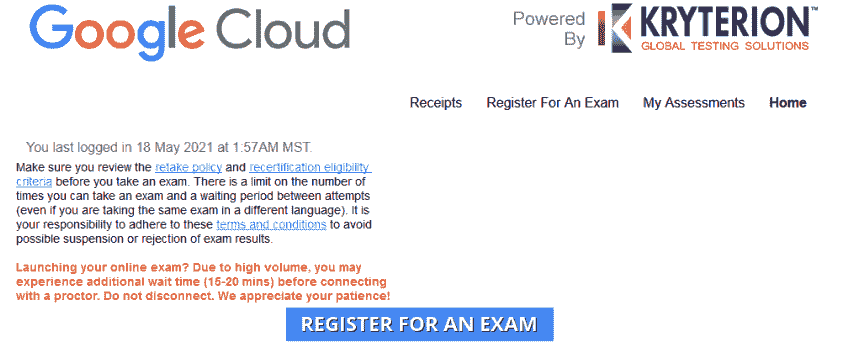 Google Cloud
Powered By
KRYTERION™
GLOBAL TESTING SOLUTIONS
Receipts Register For An Exam My Assessments Home
You last logged in 18 May 2021 at 1:57AM MST.
Make sure you review the retake policy and recertification eligibility
criteria before you take an exam. There is a limit on the number of
times you can take an exam and a waiting period between attempts
(even if you are taking the same exam in a different language). It is
your responsibility to adhere to these terms and conditions to avoid
possible suspension or rejection of exam results.
Launching your online exam? Due to high volume, you may
experience additional wait time (15-20 mins) before connecting
with a proctor. Do not disconnect. We appreciate your patience!
REGISTER FOR AN EXAM